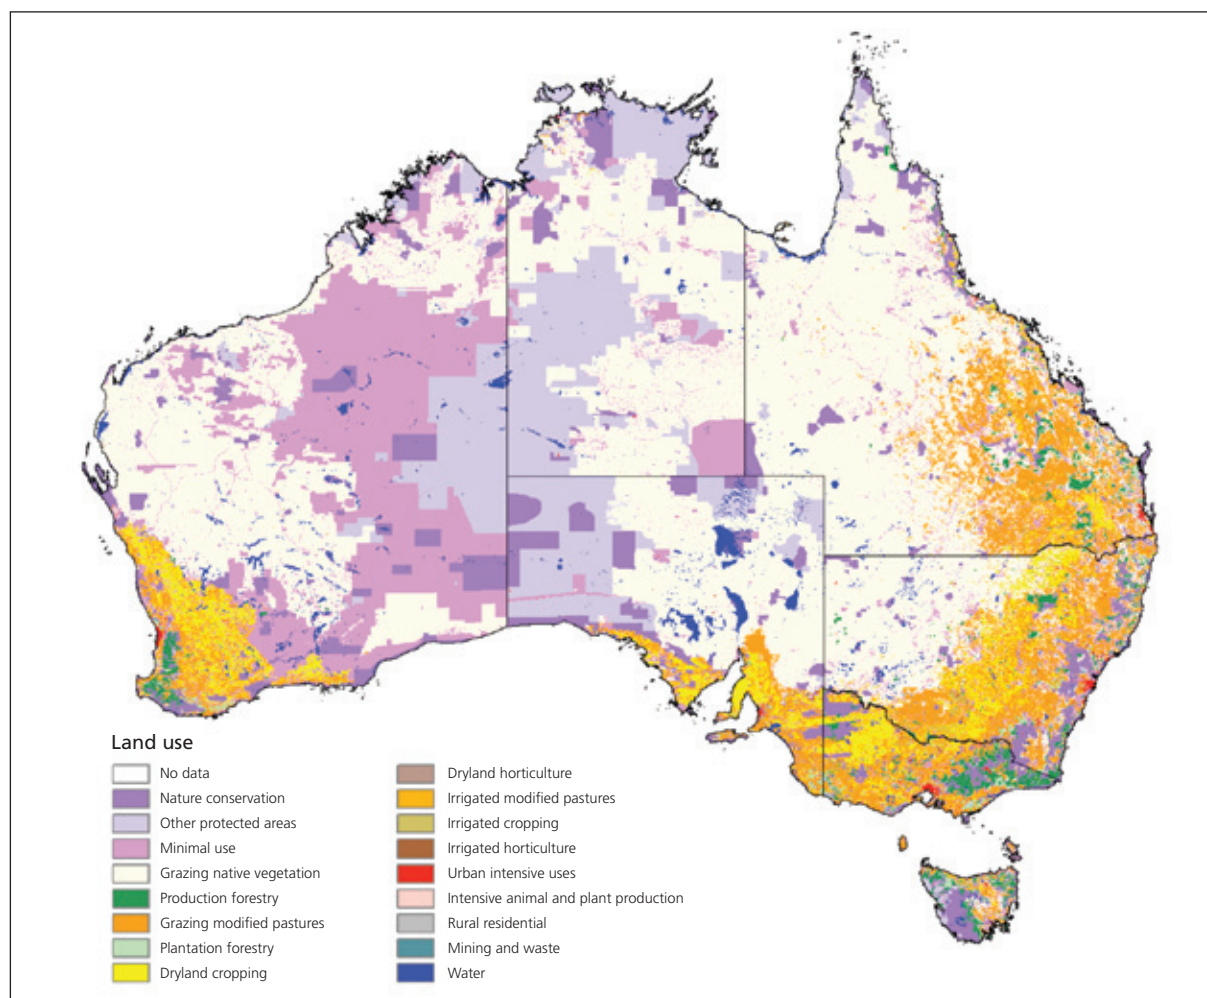 Land use
No data
Nature conservation
Other protected areas
Minimal use
Grazing native vegetation
Production forestry
Grazing modified pastures
Plantation forestry
Dryland cropping
Dryland horticulture
Irrigated modified pastures
Irrigated cropping
Irrigated horticulture
Urban intensive uses
Intensive animal and plant production
Rural residential
Mining and waste
Water